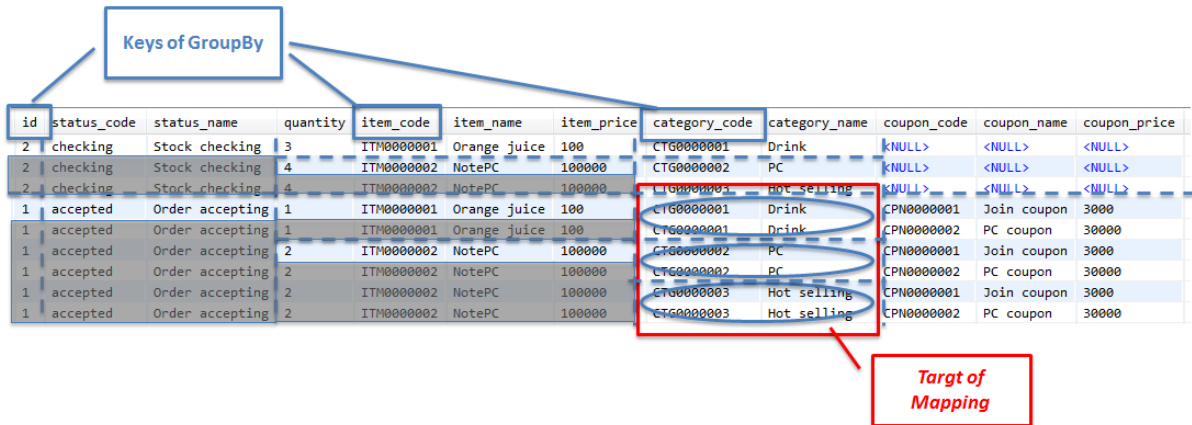 Keys of GroupBy
id status_code status_name quantity item_code item_name item_price category_code category_name coupon_code coupon_name coupon_price
2 checking Stock checking 3 ITM0000001 Orange juice 100 CTG0000001 Drink <NULL> <NULL> <NULL>
2 checking Stock checking 4 ITM0000002 NotePC 100000 CTG0000002 PC <NULL> <NULL> <NULL>
2 checking Stock checking 4 ITM0000002 NotePC 100000 CTG0000003 Hot selling <NULL> <NULL> <NULL>
1 accepted Order accepting 1 ITM0000001 Orange juice 100 CTG0000001 Drink CPN0000001 Join coupon 3000
1 accepted Order accepting 1 ITM0000001 Orange juice 100 CTG0000001 Drink CPN0000002 PC coupon 30000
1 accepted Order accepting 2 ITM0000002 NotePC 100000 CTG0000002 PC CPN0000001 Join coupon 3000
1 accepted Order accepting 2 ITM0000002 NotePC 100000 CTG0000002 PC CPN0000002 PC coupon 30000
1 accepted Order accepting 2 ITM0000002 NotePC 100000 CTG0000003 Hot selling CPN0000001 Join coupon 3000
1 accepted Order accepting 2 ITM0000002 NotePC 100000 CTG0000003 Hot selling CPN0000002 PC coupon 30000
Targt of
Mapping